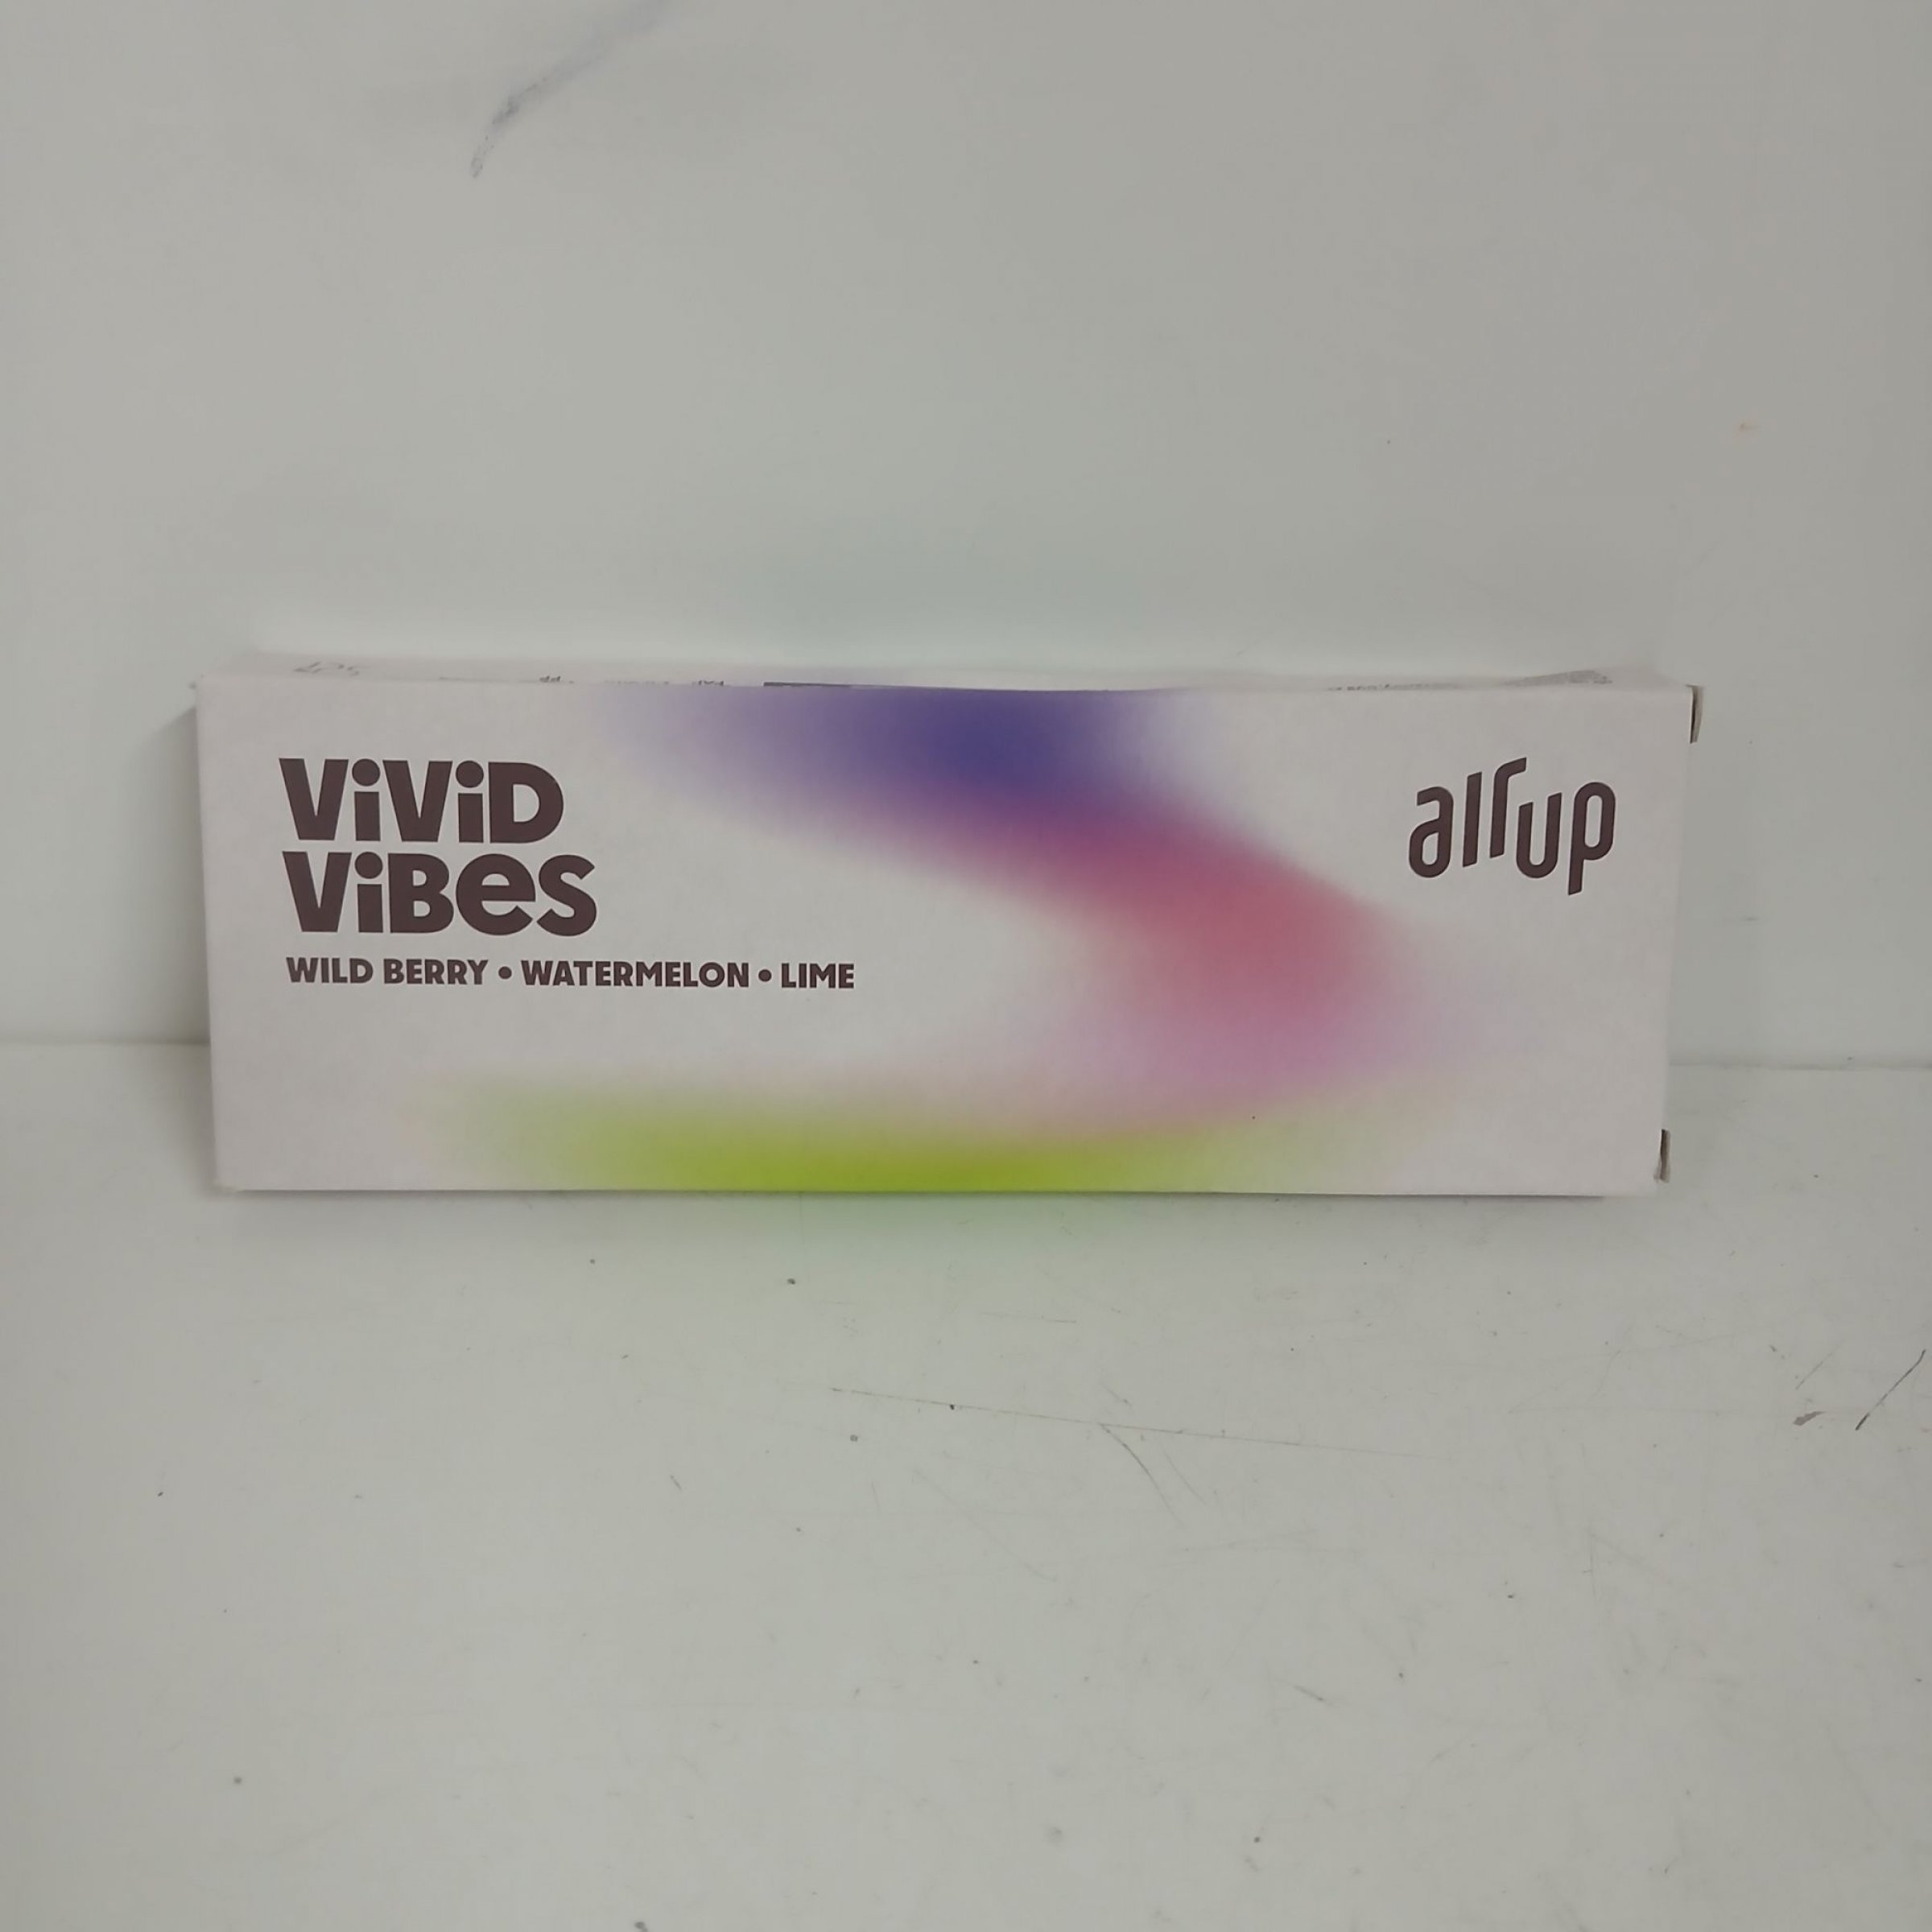 ViViD
ViBes
WILD BERRY • WATERMELON • LIME
airup